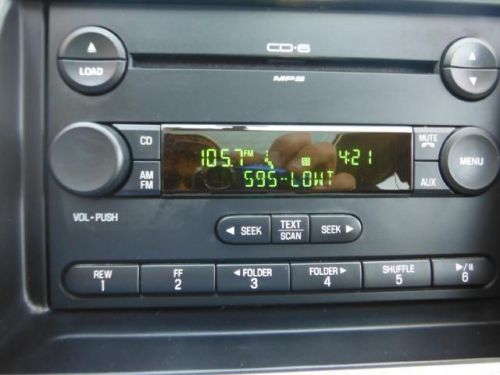 CD-6
LOAD
MP3
CD
MUTE
105.7 FM 4:21
MENU
AM
FM
595-LOWT
AUX
VOL-PUSH
SEEK TEXT SCAN SEEK
REW FF FOLDER FOLDER SHUFFLE
1 2 3 4 5 6